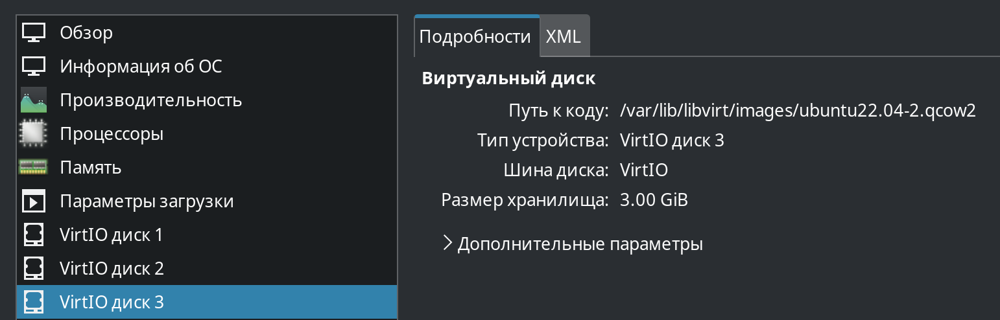 Обзор
Информация об ОС
Производительность
Процессоры
Память
Параметры загрузки
VirtIO диск 1
VirtIO диск 2
VirtIO диск 3
Подробности XML
Виртуальный диск
Путь к коду: /var/lib/libvirt/images/ubuntu22.04-2.qcow2
Тип устройства: VirtIO диск 3
Шина диска: VirtIO
Размер хранилища: 3.00 GiB
Дополнительные параметры